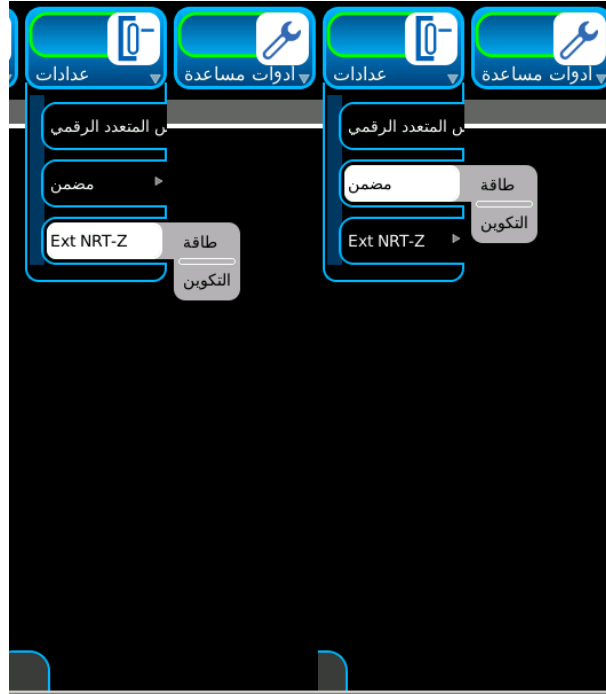 عدادات
أدوات مساعدة
س المتعدد الرقمي
مضمن
Ext NRT-Z
طاقة
التكوين
عدادات
أدوات مساعدة
س المتعدد الرقمي
مضمن
طاقة
التكوين
Ext NRT-Z